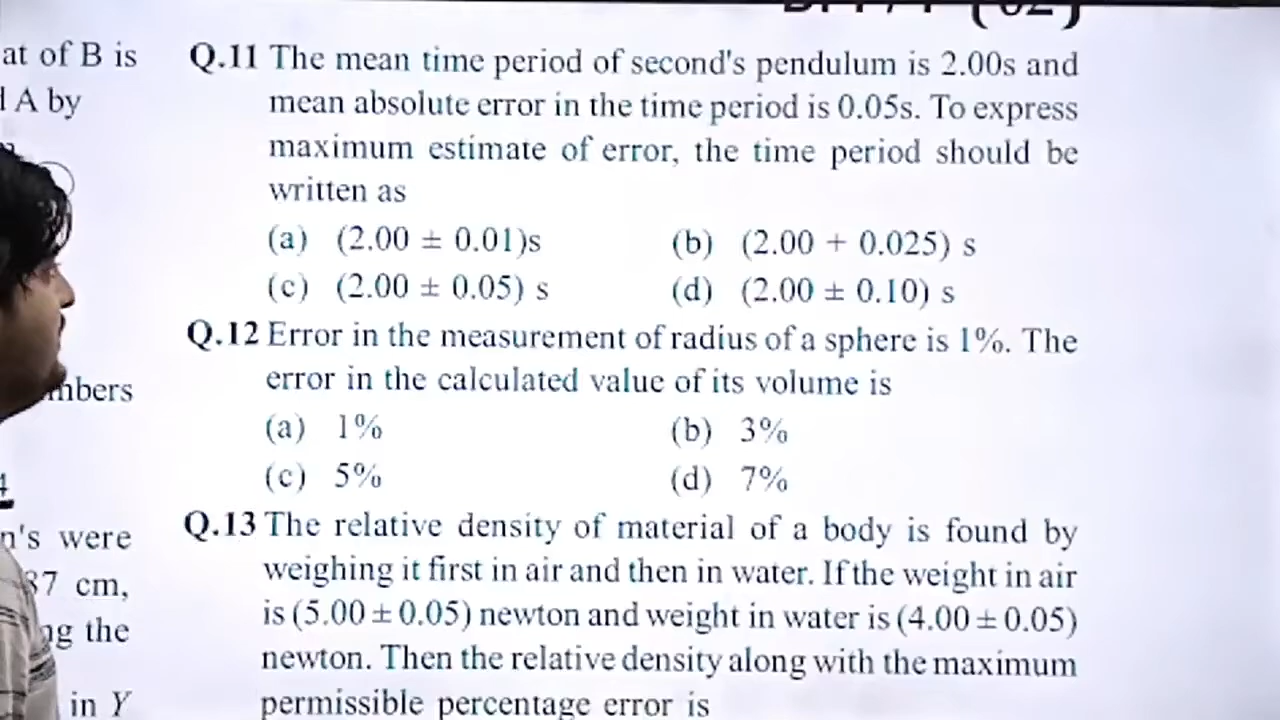 at of B is
A by
mbers
4
n's were
37 cm,
ng the
in Y
Q.11 The mean time period of second's pendulum is 2.00s and
mean absolute error in the time period is 0.05s. To express
maximum estimate of error, the time period should be
written as
(a) (2.00 ± 0.01)s (b) (2.00 + 0.025) s
(c) (2.00 ± 0.05) s (d) (2.00 ± 0.10) s
Q.12 Error in the measurement of radius of a sphere is 1%. The
error in the calculated value of its volume is
(a) 1% (b) 3%
(c) 5% (d) 7%
Q.13 The relative density of material of a body is found by
weighing it first in air and then in water. If the weight in air
is (5.00 ± 0.05) newton and weight in water is (4.00 ± 0.05)
newton. Then the relative density along with the maximum
permissible percentage error is